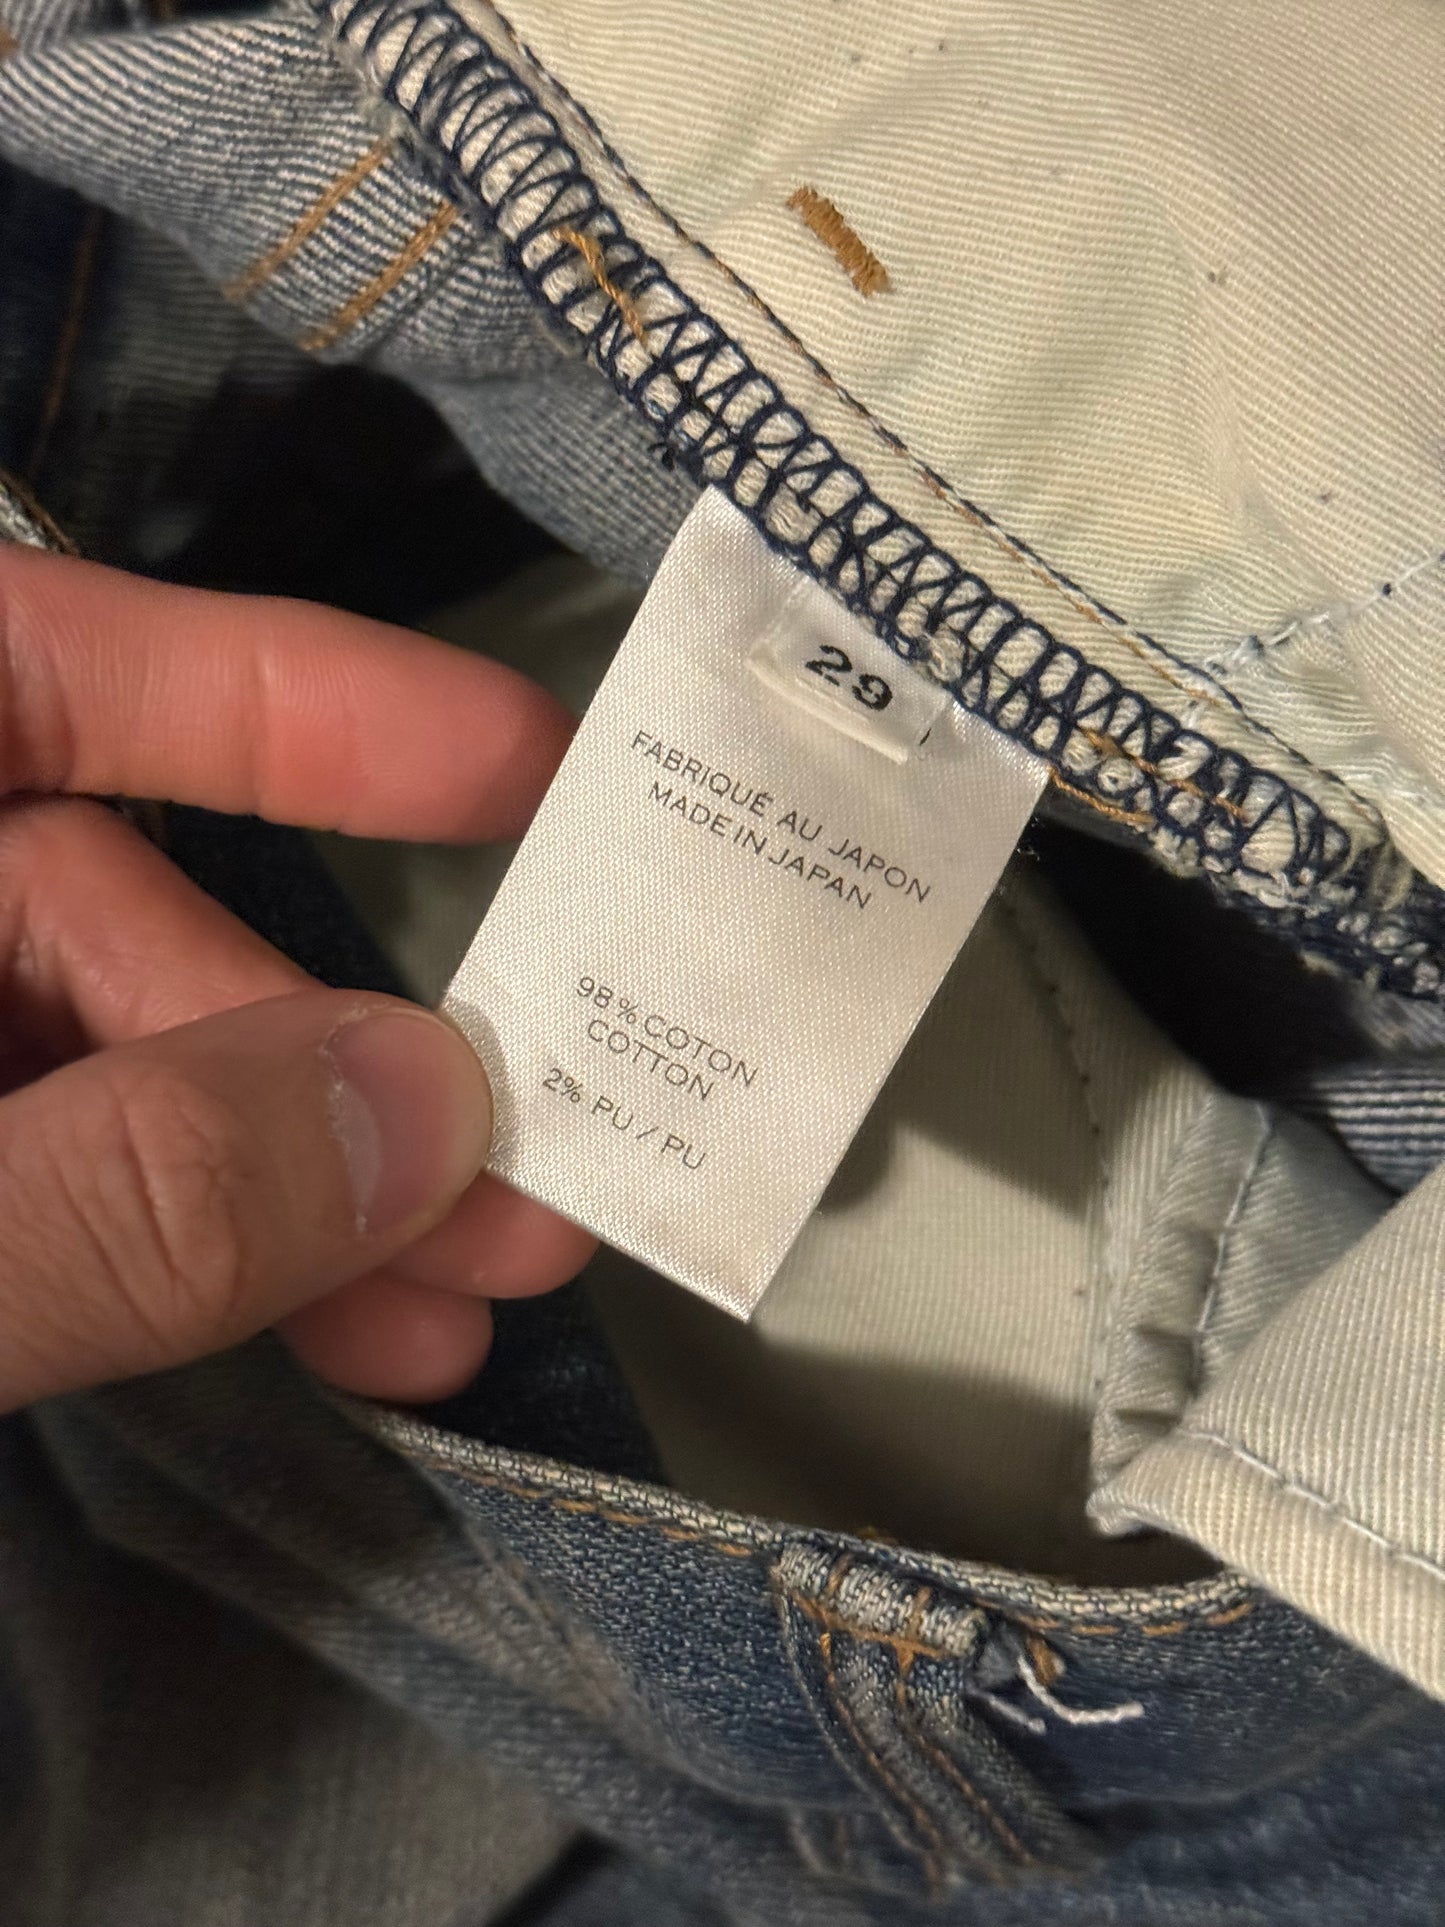 29
FABRIQUÉ AU JAPON
MADE IN JAPAN
98% COTON
COTTON
2% PU / PU